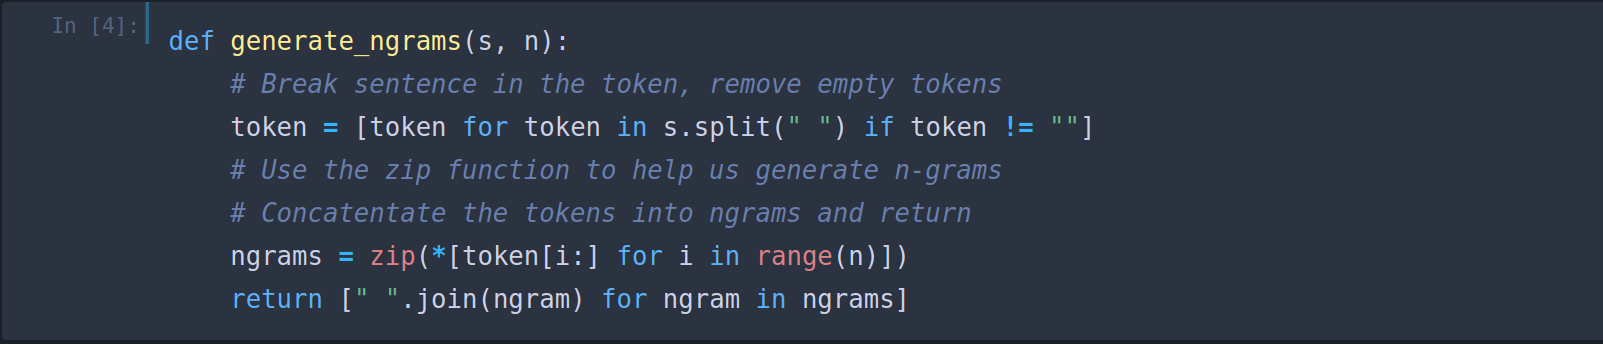 In [4]:
def generate_ngrams(s, n):
    # Break sentence in the token, remove empty tokens
    token = [token for token in s.split(" ") if token != ""]
    # Use the zip function to help us generate n-grams
    # Concatentate the tokens into ngrams and return
    ngrams = zip(*[token[i:] for i in range(n)])
    return [" ".join(ngram) for ngram in ngrams]